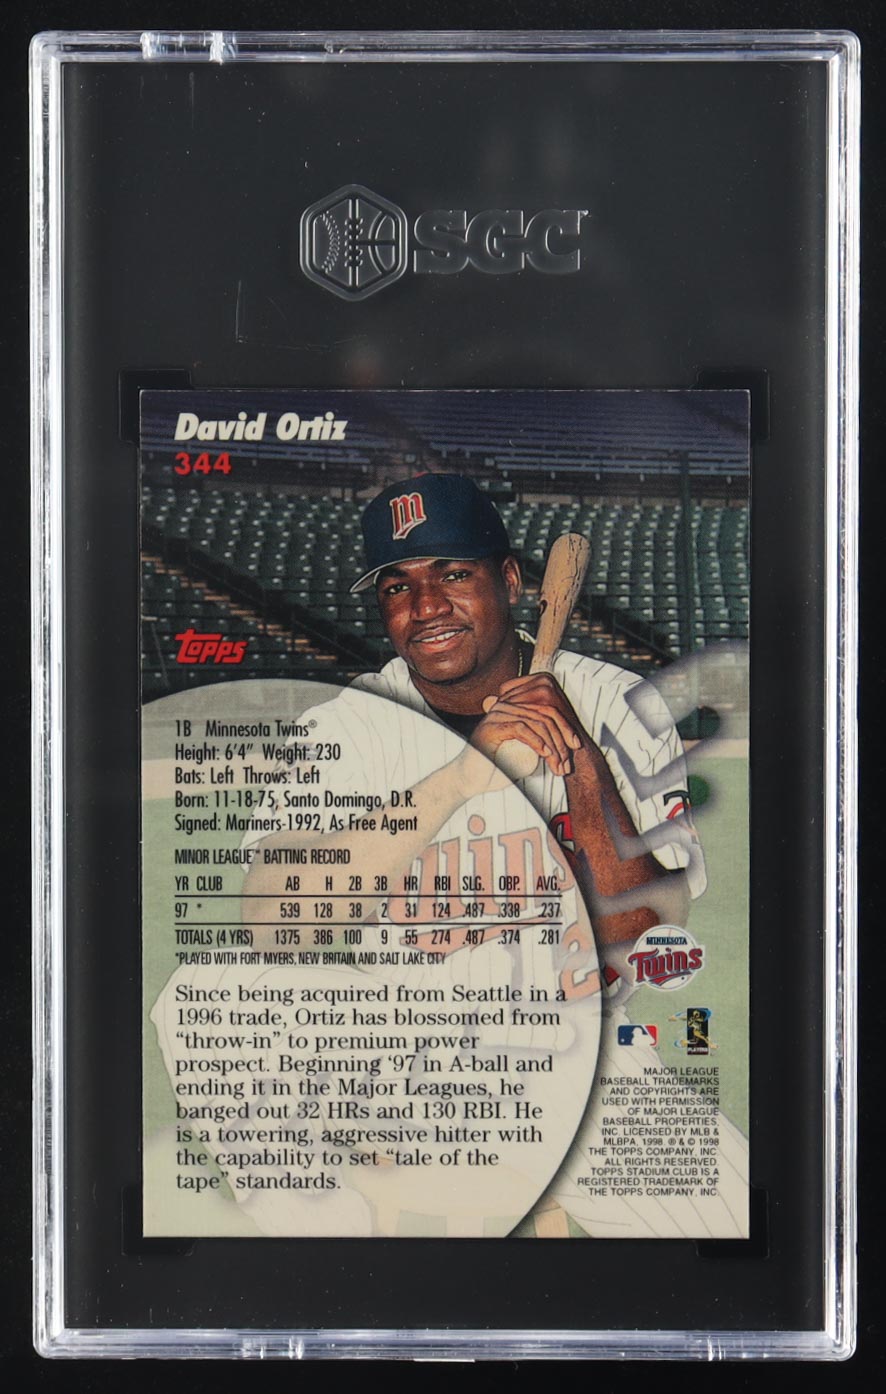 SGC
David Ortiz
344
M
Topps
1B Minnesota Twins®
Height: 6'4" Weight: 230
Bats: Left Throws: Left
Born: 11-18-75, Santo Domingo, D.R.
Signed: Mariners-1992, As Free Agent
MINOR LEAGUE™ BATTING RECORD
YR CLUB AB H 2B 3B HR RBI SLG. OBP. AVG.
97 * 539 128 38 2 31 124 .487 .338 .237
TOTALS (4 YRS) 1375 386 100 9 55 274 .487 .374 .281
*PLAYED WITH FORT MYERS, NEW BRITAIN AND SALT LAKE CITY
Since being acquired from Seattle in a
1996 trade, Ortiz has blossomed from
“throw-in” to premium power
prospect. Beginning ‘97 in A-ball and
ending it in the Major Leagues, he
banged out 32 HRs and 130 RBI. He
is a towering, aggressive hitter with
the capability to set “tale of the
tape” standards.
MINNESOTA
Twins
PLAYERS
MAJOR LEAGUE
BASEBALL TRADEMARKS
AND COPYRIGHTS ARE
USED WITH PERMISSION
OF MAJOR LEAGUE
BASEBALL PROPERTIES,
INC. LICENSED BY MLB &
MLBPA, 1998. ® & © 1998
THE TOPPS COMPANY, INC.
ALL RIGHTS RESERVED.
TOPPS STADIUM CLUB IS A
REGISTERED TRADEMARK OF
THE TOPPS COMPANY, INC.